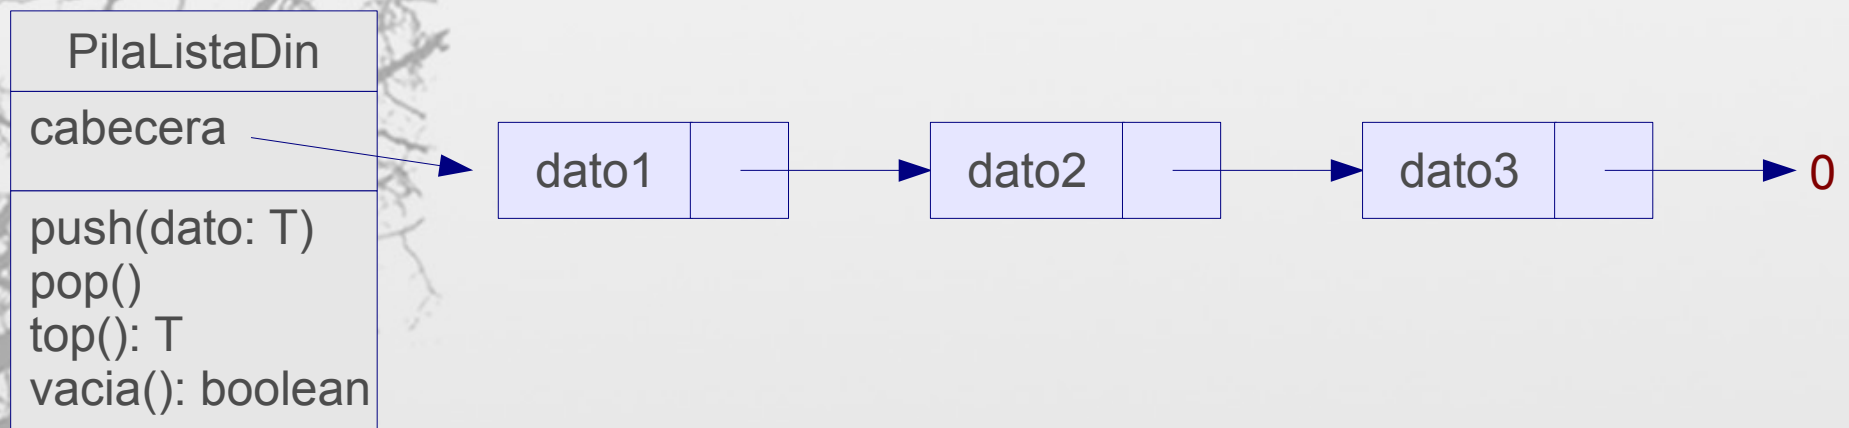 PilaListaDin
cabecera
dato1
dato2
dato3
0
push(dato: T)
pop()
top(): T
vacia(): boolean